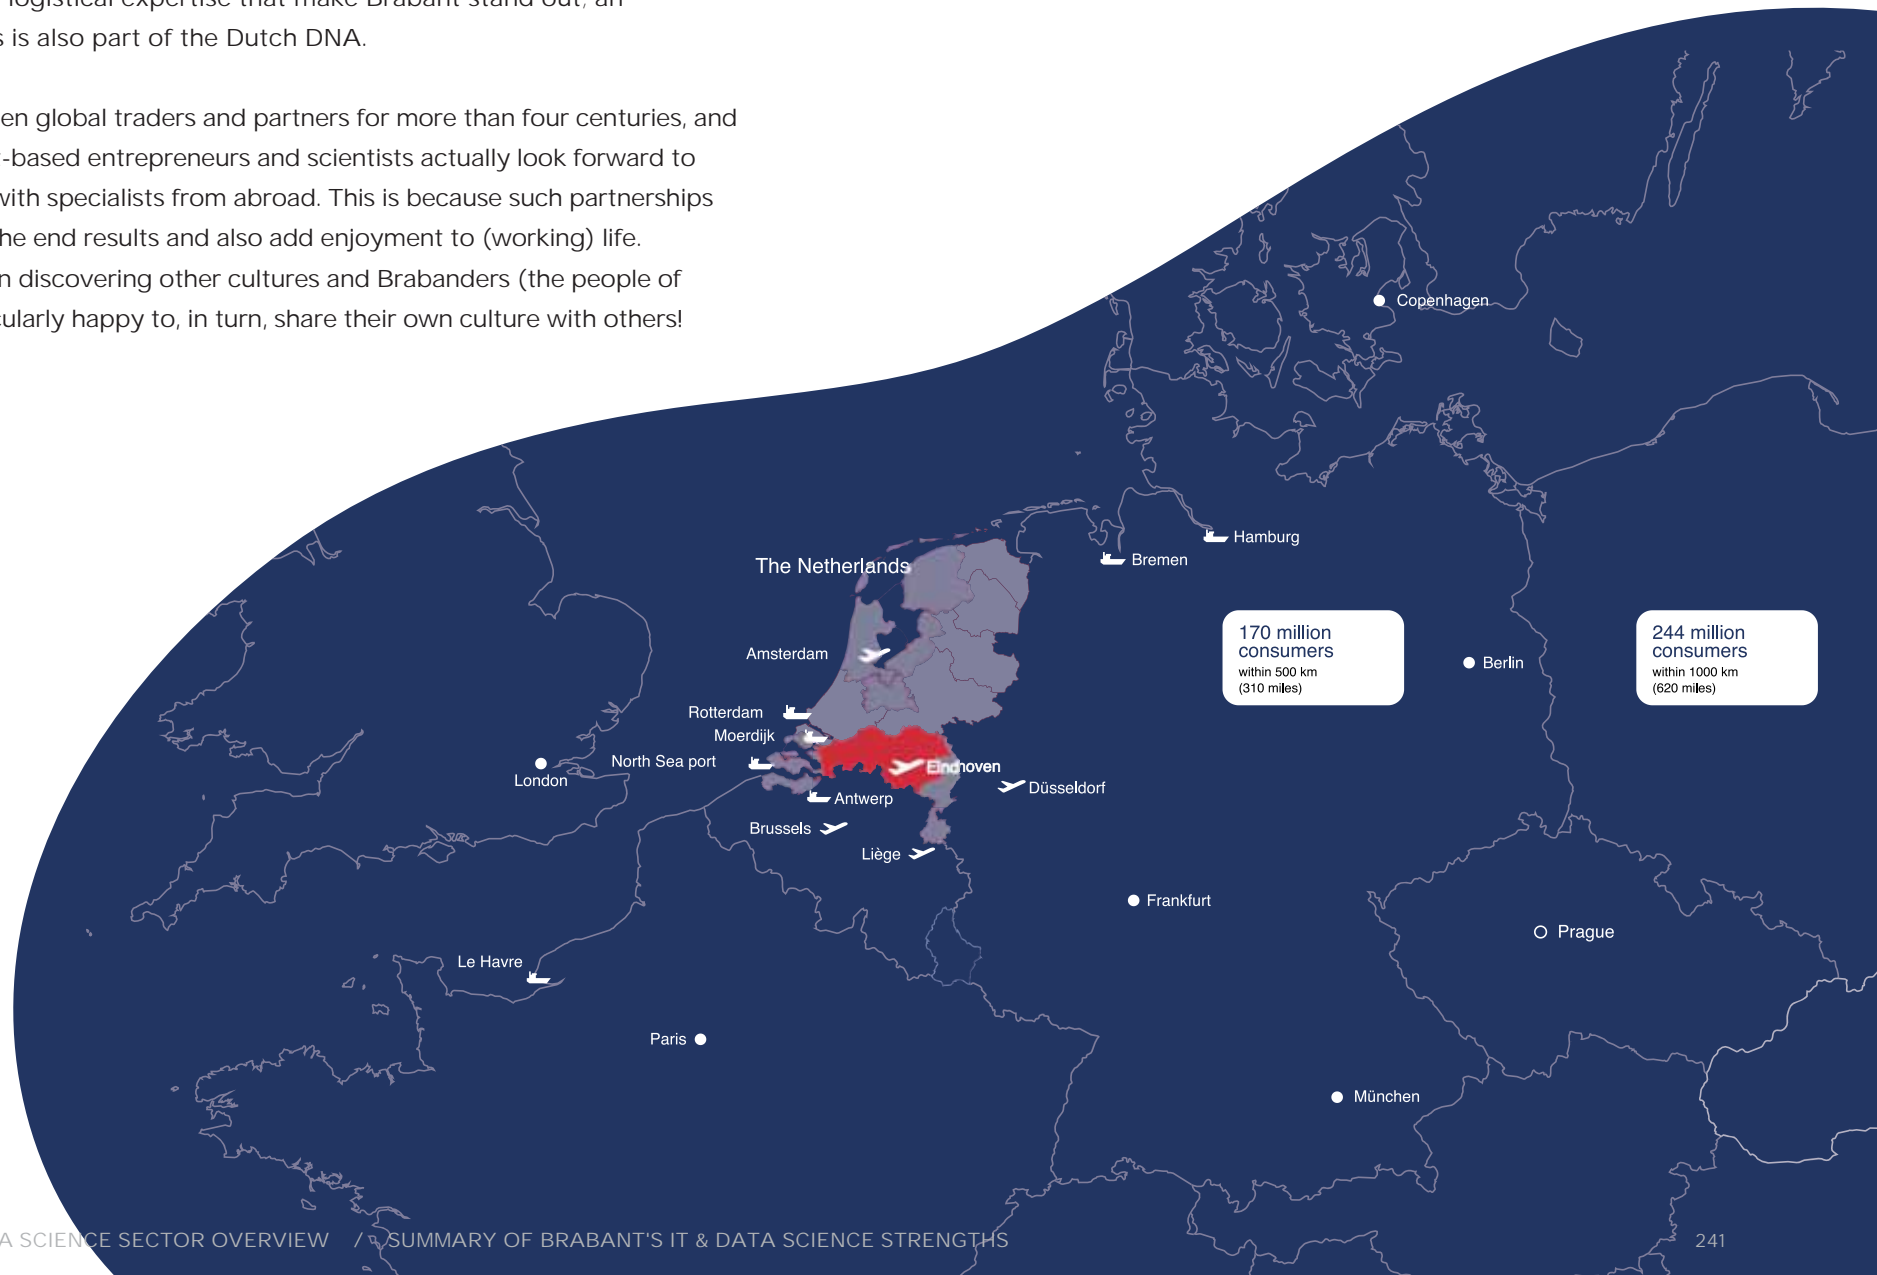 logistical expertise that make Brabant stand out, an
s is also part of the Dutch DNA.
en global traders and partners for more than four centuries, and
-based entrepreneurs and scientists actually look forward to
with specialists from abroad. This is because such partnerships
he end results and also add enjoyment to (working) life.
n discovering other cultures and Brabanders (the people of
cularly happy to, in turn, share their own culture with others!
Copenhagen
Hamburg
Bremen
The Netherlands
170 million
consumers
within 500 km
(310 miles)
244 million
consumers
within 1000 km
(620 miles)
Amsterdam
Berlin
Rotterdam
Moerdijk
North Sea port
Eindhoven
London
Düsseldorf
Antwerp
Brussels
Liège
Frankfurt
Prague
Le Havre
Paris
München
A SCIENCE SECTOR OVERVIEW / SUMMARY OF BRABANT'S IT & DATA SCIENCE STRENGTHS
241